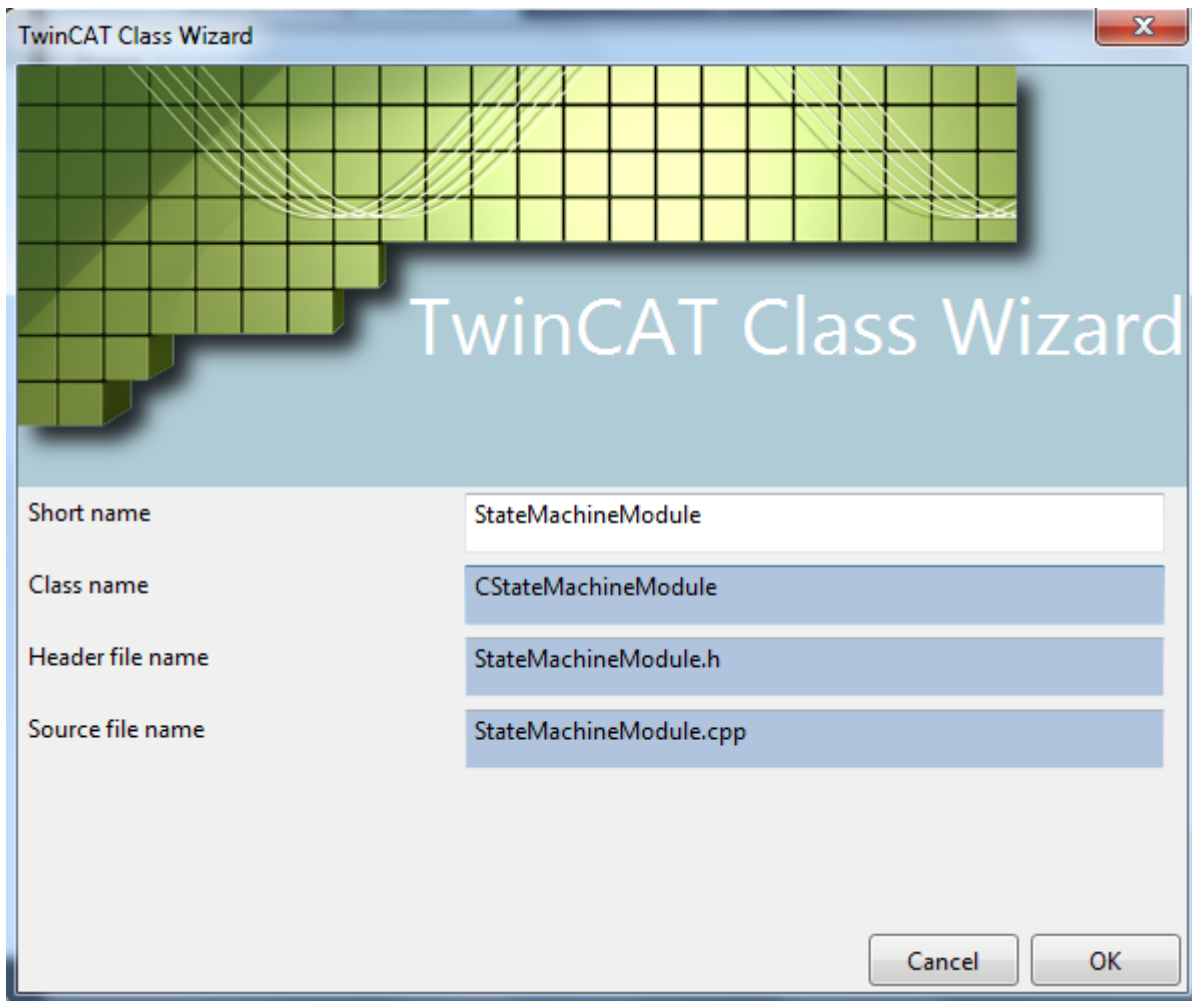 TwinCAT Class Wizard
TwinCAT Class Wizard
Short name StateMachineModule
Class name CStateMachineModule
Header file name StateMachineModule.h
Source file name StateMachineModule.cpp
Cancel OK